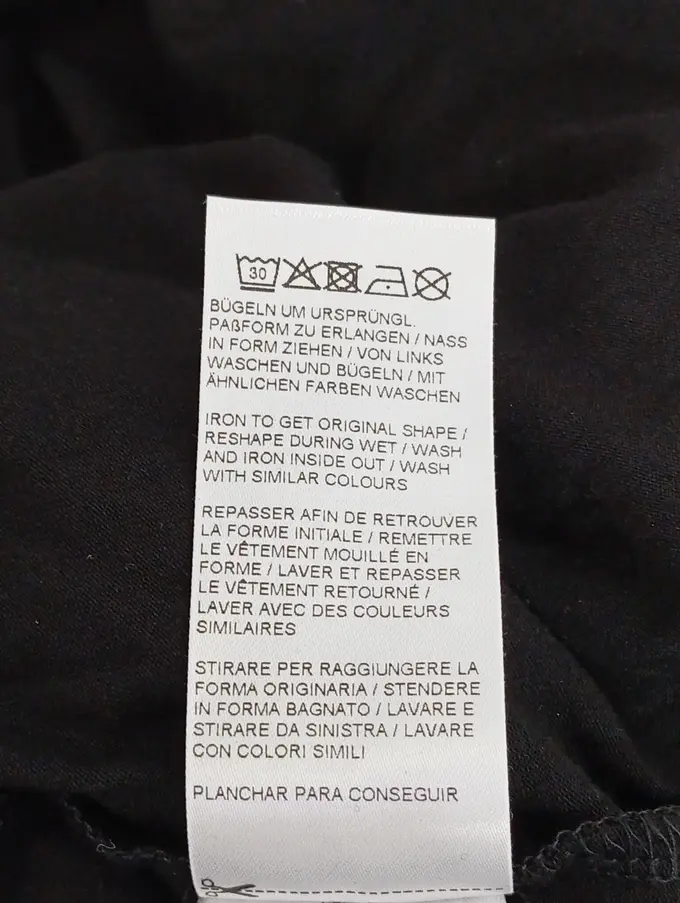 30
BÜGELN UM URSPRÜNGL.
PAßFORM ZU ERLANGEN / NASS
IN FORM ZIEHEN / VON LINKS
WASCHEN UND BÜGELN / MIT
ÄHNLICHEN FARBEN WASCHEN
IRON TO GET ORIGINAL SHAPE /
RESHAPE DURING WET / WASH
AND IRON INSIDE OUT / WASH
WITH SIMILAR COLOURS
REPASSER AFIN DE RETROUVER
LA FORME INITIALE / REMETTRE
LE VÊTEMENT MOUILLÉ EN
FORME / LAVER ET REPASSER
LE VÊTEMENT RETOURNÉ /
LAVER AVEC DES COULEURS
SIMILAIRES
STIRARE PER RAGGIUNGERE LA
FORMA ORIGINARIA / STENDERE
IN FORMA BAGNATO / LAVARE E
STIRARE DA SINISTRA / LAVARE
CON COLORI SIMILI
PLANCHAR PARA CONSEGUIR